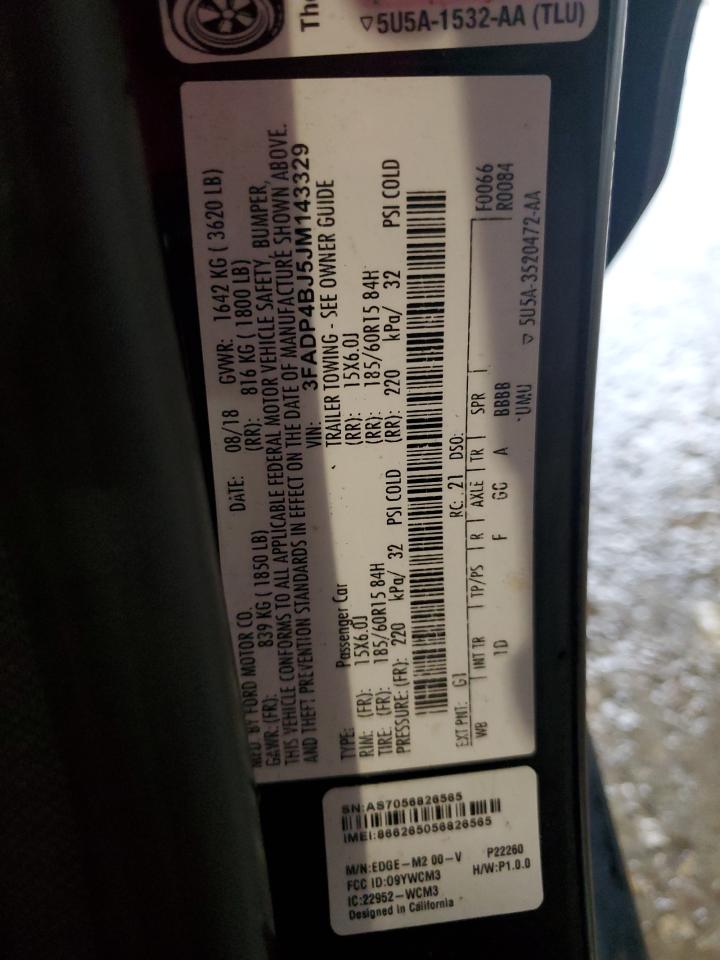 The
▽5U5A-1532-AA (TLU)
MFD. BY FORD MOTOR CO.
DATE: 08/18 GVWR: 1642 KG ( 3620 LB)
GAWR: (FR): 839 KG ( 1850 LB) (RR): 816 KG ( 1800 LB)
THIS VEHICLE CONFORMS TO ALL APPLICABLE FEDERAL MOTOR VEHICLE SAFETY, BUMPER,
AND THEFT PREVENTION STANDARDS IN EFFECT ON THE DATE OF MANUFACTURE SHOWN ABOVE.
VIN: 3FADP4BJ5JM143329
TYPE: Passenger Car TRAILER TOWING - SEE OWNER GUIDE
RIM: (FR): 15X6.0J (RR): 15X6.0J
TIRE: (FR): 185/60R15 84H (RR): 185/60R15 84H
PRESSURE: (FR): 220 kPa/ 32 PSI COLD (RR): 220 kPa/ 32 PSI COLD
EXT PNT: G1 RC: 21 DSO: F0066
R0084
WB INT TR TP/PS R AXLE TR SPR
1D F GC A BBBB
UMU ▽ 5U5A-3520472-AA
SN:AS7056826565
IMEI:866265056826565
M/N:EDGE-M2 00-V P22260
FCC ID:O9YWCM3 H/W:P1.0.0
IC:22952-WCM3
Designed in California